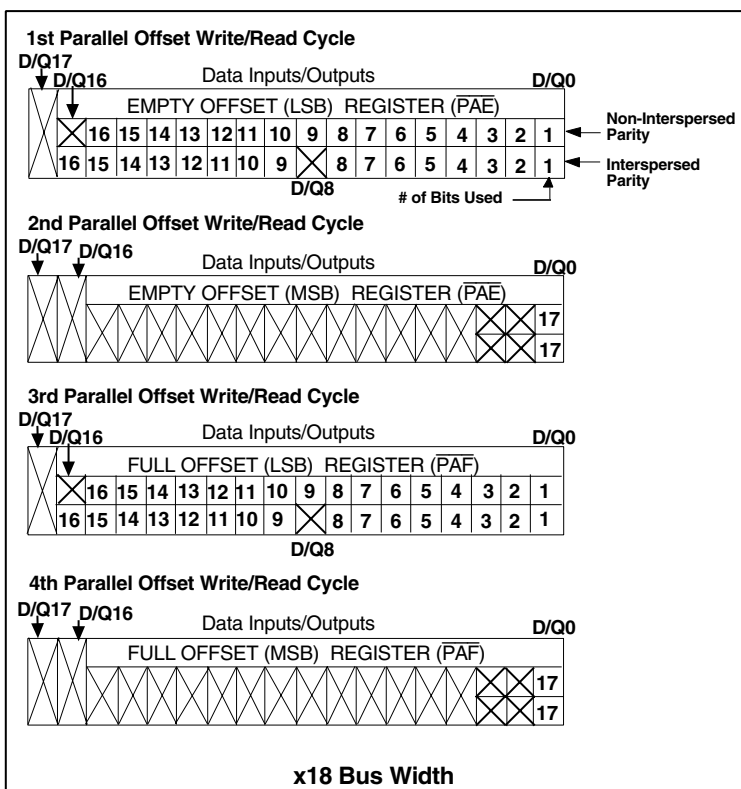 1st Parallel Offset Write/Read Cycle
D/Q17
D/Q16
Data Inputs/Outputs
D/Q0
EMPTY OFFSET (LSB) REGISTER (P̅A̅E̅)
16 15 14 13 12 11 10 9 8 7 6 5 4 3 2 1
Non-Interspersed
Parity
16 15 14 13 12 11 10 9 8 7 6 5 4 3 2 1
Interspersed
Parity
D/Q8
# of Bits Used
2nd Parallel Offset Write/Read Cycle
D/Q17
D/Q16
Data Inputs/Outputs
D/Q0
EMPTY OFFSET (MSB) REGISTER (P̅A̅E̅)
17
17
3rd Parallel Offset Write/Read Cycle
D/Q17
D/Q16
Data Inputs/Outputs
D/Q0
FULL OFFSET (LSB) REGISTER (P̅A̅F̅)
16 15 14 13 12 11 10 9 8 7 6 5 4 3 2 1
16 15 14 13 12 11 10 9 8 7 6 5 4 3 2 1
D/Q8
4th Parallel Offset Write/Read Cycle
D/Q17
D/Q16
Data Inputs/Outputs
D/Q0
FULL OFFSET (MSB) REGISTER (P̅A̅F̅)
17
17
x18 Bus Width